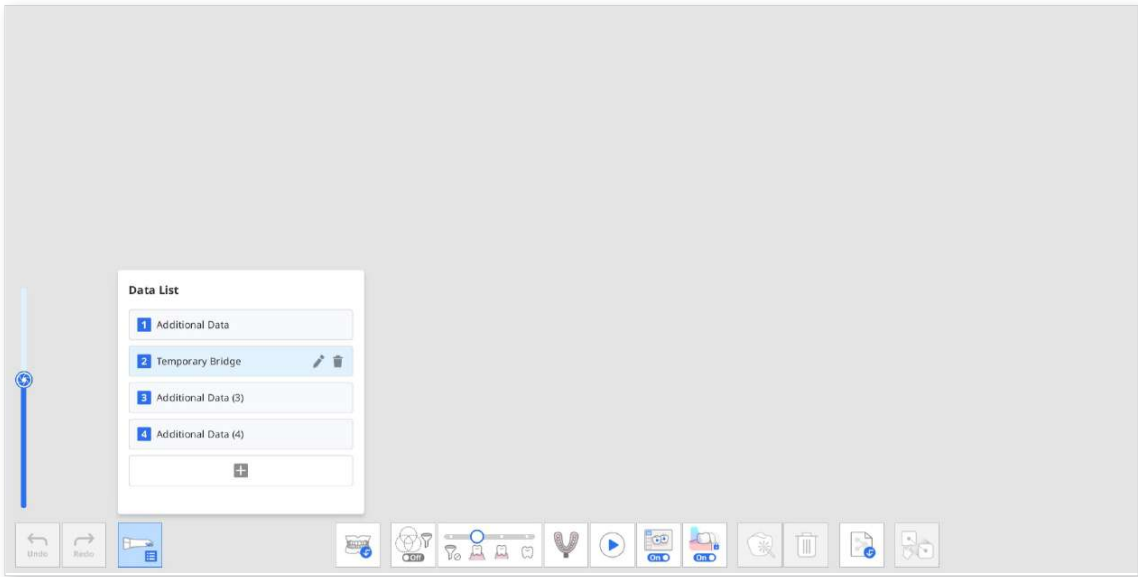 Data List
1 Additional Data
2 Temporary Bridge
3 Additional Data (3)
4 Additional Data (4)
Undo Redo Off On On